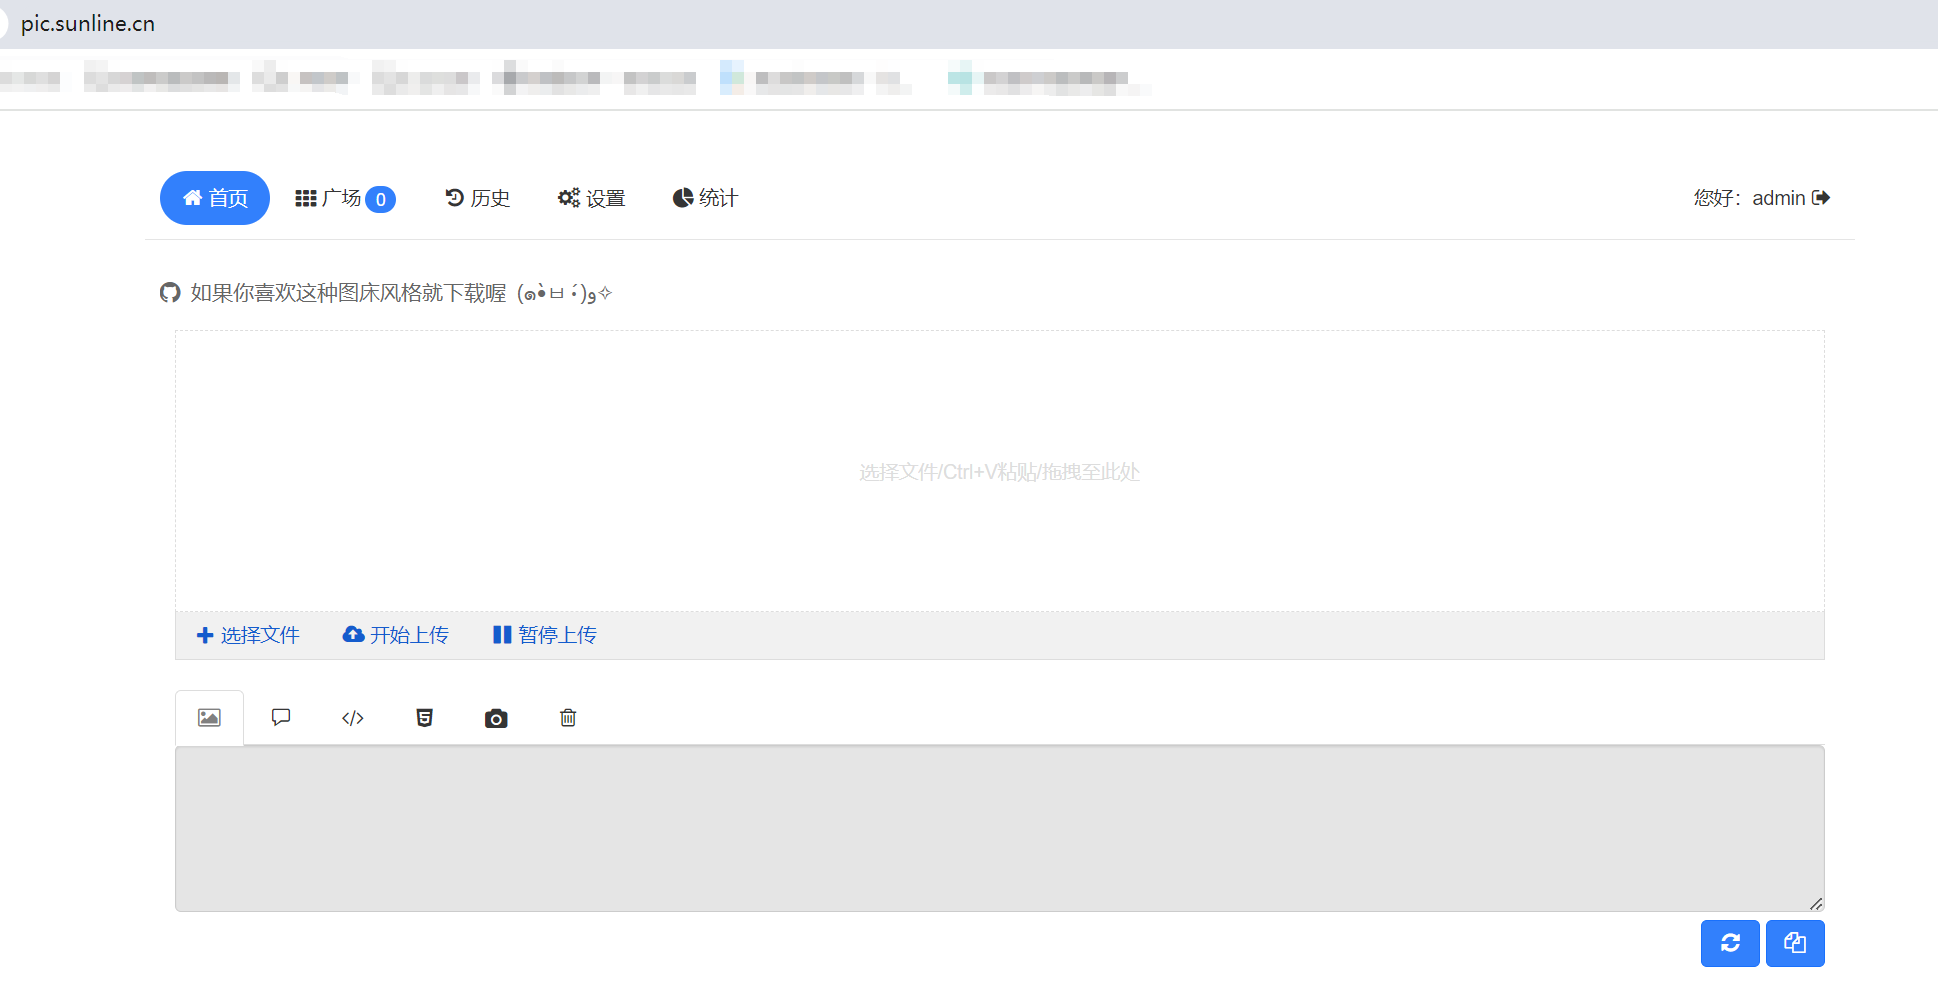 pic.sunline.cn
首页 广场 0 历史 设置 统计 您好：admin
如果你喜欢这种图床风格就下载喔 (๑•̀ㅂ•́)و✧
选择文件/Ctrl+V粘贴/拖拽至此处
选择文件 开始上传 暂停上传